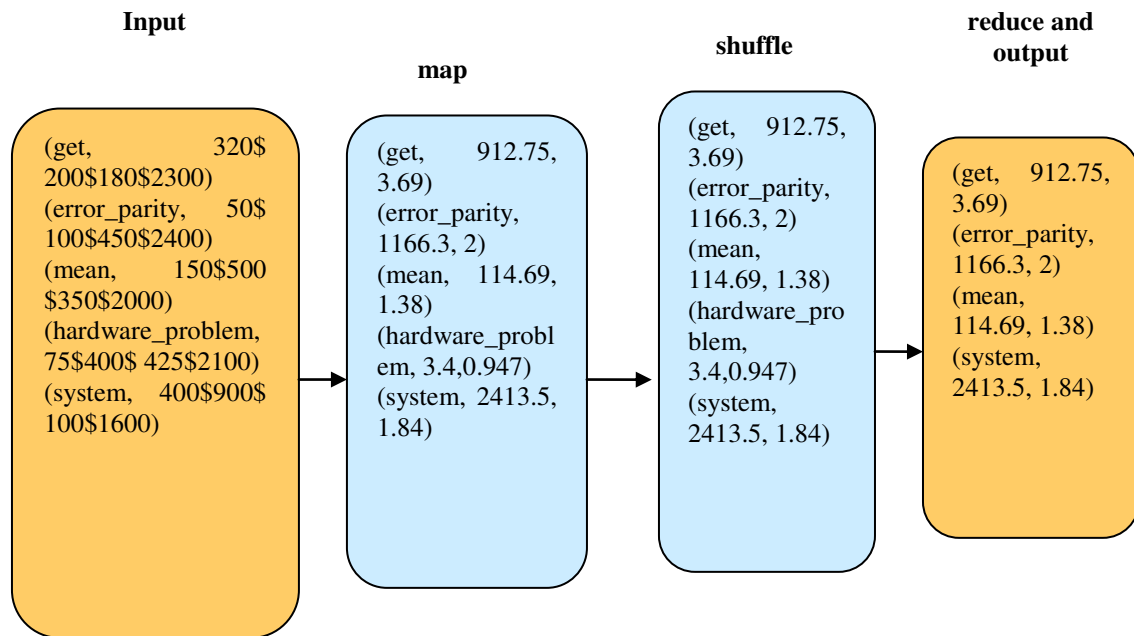 Input
map
shuffle
reduce and
output
(get, 320$
200$180$2300)
(error_parity, 50$
100$450$2400)
(mean, 150$500
$350$2000)
(hardware_problem,
75$400$ 425$2100)
(system, 400$900$
100$1600)
(get, 912.75,
3.69)
(error_parity,
1166.3, 2)
(mean, 114.69,
1.38)
(hardware_probl
em, 3.4,0.947)
(system, 2413.5,
1.84)
(get, 912.75,
3.69)
(error_parity,
1166.3, 2)
(mean,
114.69, 1.38)
(hardware_pro
blem,
3.4,0.947)
(system,
2413.5, 1.84)
(get, 912.75,
3.69)
(error_parity,
1166.3, 2)
(mean,
114.69, 1.38)
(system,
2413.5, 1.84)